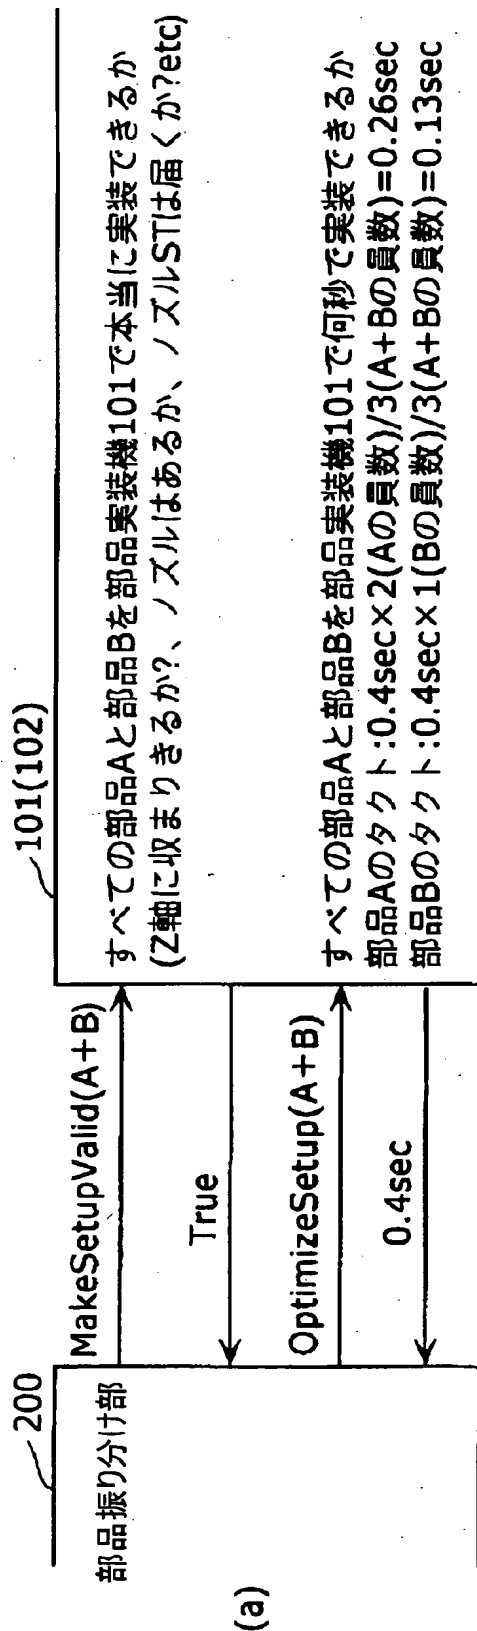 (a)
200
部品振り分け部
MakeSetupValid(A+B)
True
OptimizeSetup(A+B)
0.4sec
101(102)
すべての部品Aと部品Bを部品実装機101で本当に実装できるか
(Z軸に収まりきるか?、ノズルはあるか、ノズルSTは届くか?etc)
すべての部品Aと部品Bを部品実装機101で何秒で実装できるか
部品Aのタクト:0.4sec×2(Aの員数)/3(A+Bの員数)=0.26sec
部品Bのタクト:0.4sec×1(Bの員数)/3(A+Bの員数)=0.13sec